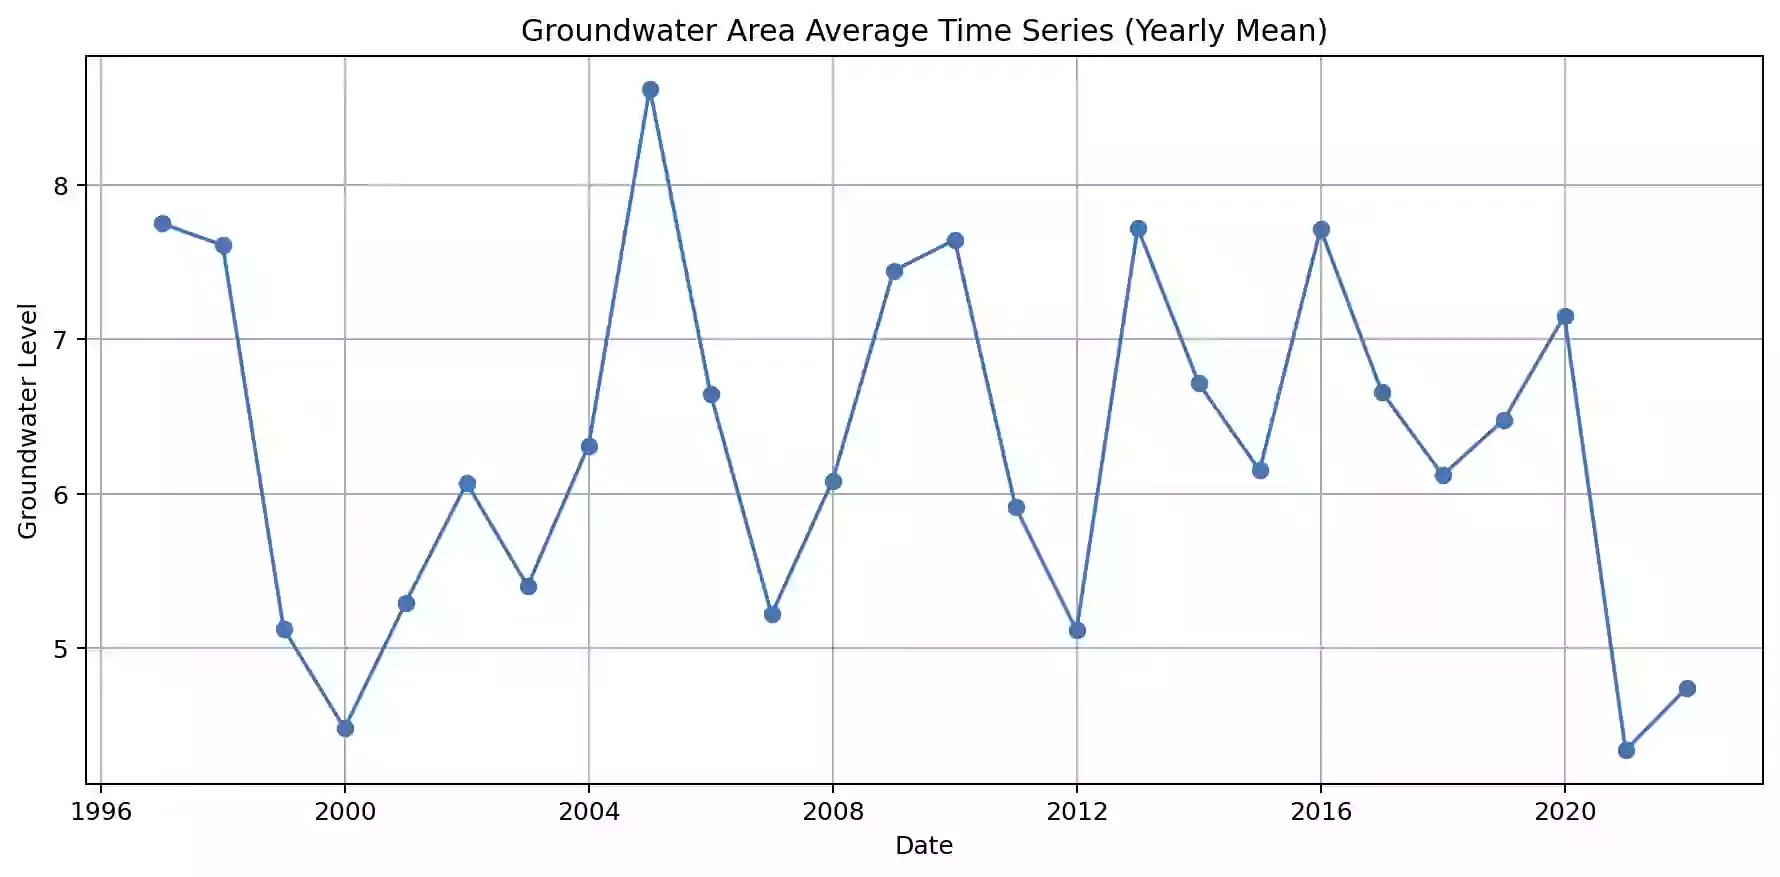 Groundwater Area Average Time Series (Yearly Mean)
Groundwater Level
8
7
6
5
1996 2000 2004 2008 2012 2016 2020
Date